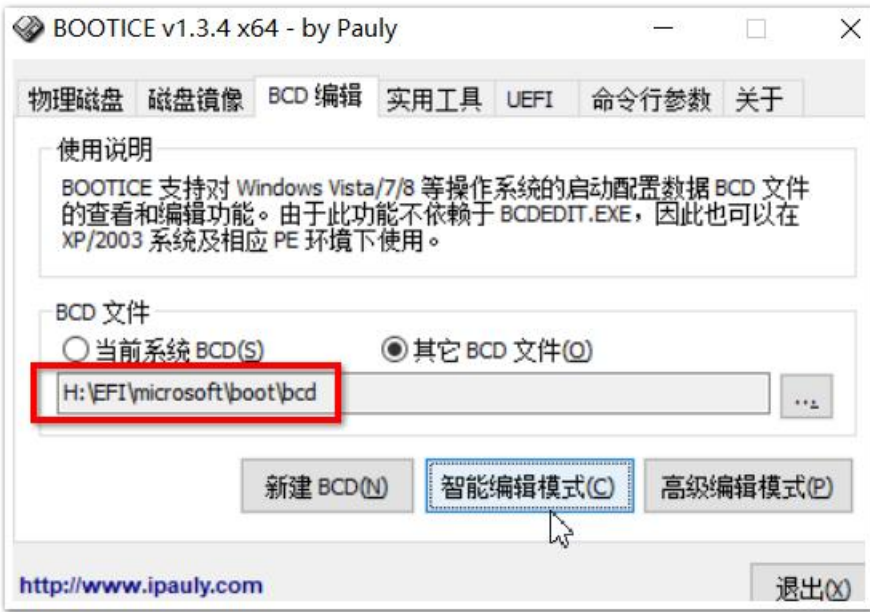 BOOTICE v1.3.4 x64 - by Pauly
物理磁盘 磁盘镜像 BCD 编辑 实用工具 UEFI 命令行参数 关于
使用说明
BOOTICE 支持对 Windows Vista/7/8 等操作系统的启动配置数据 BCD 文件
的查看和编辑功能。由于此功能不依赖于 BCDEDIT.EXE，因此也可以在
XP/2003 系统及相应 PE 环境下使用。
BCD 文件
当前系统 BCD(S) 其它 BCD 文件(O)
H:\EFI\microsoft\boot\bcd ...
新建 BCD(N) 智能编辑模式(C) 高级编辑模式(P)
http://www.ipauly.com 退出(X)